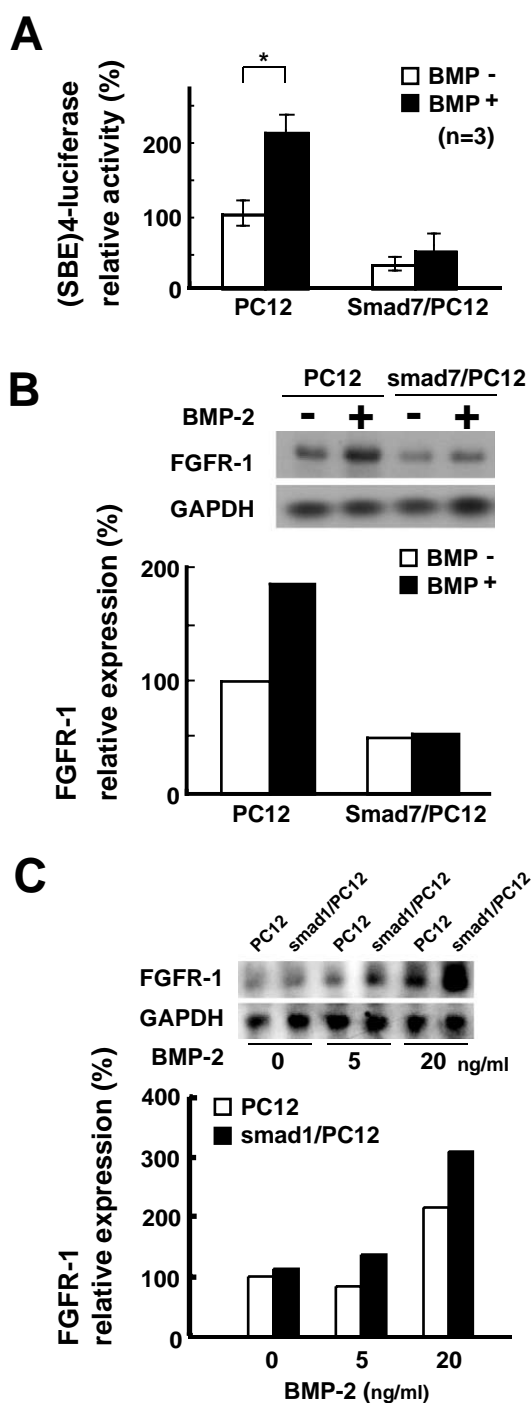 A
(SBE)4-luciferase
relative activity (%)
*
BMP -
BMP +
(n=3)
200
100
0
PC12 Smad7/PC12
B
PC12 smad7/PC12
BMP-2 - + - +
FGFR-1
GAPDH
FGFR-1
relative expression (%)
BMP -
BMP +
200
100
0
PC12 Smad7/PC12
C
PC12 smad1/PC12 PC12 smad1/PC12 PC12 smad1/PC12
FGFR-1
GAPDH
BMP-2 0 5 20 ng/ml
FGFR-1
relative expression (%)
PC12
smad1/PC12
400
300
200
100
0
0 5 20
BMP-2 (ng/ml)